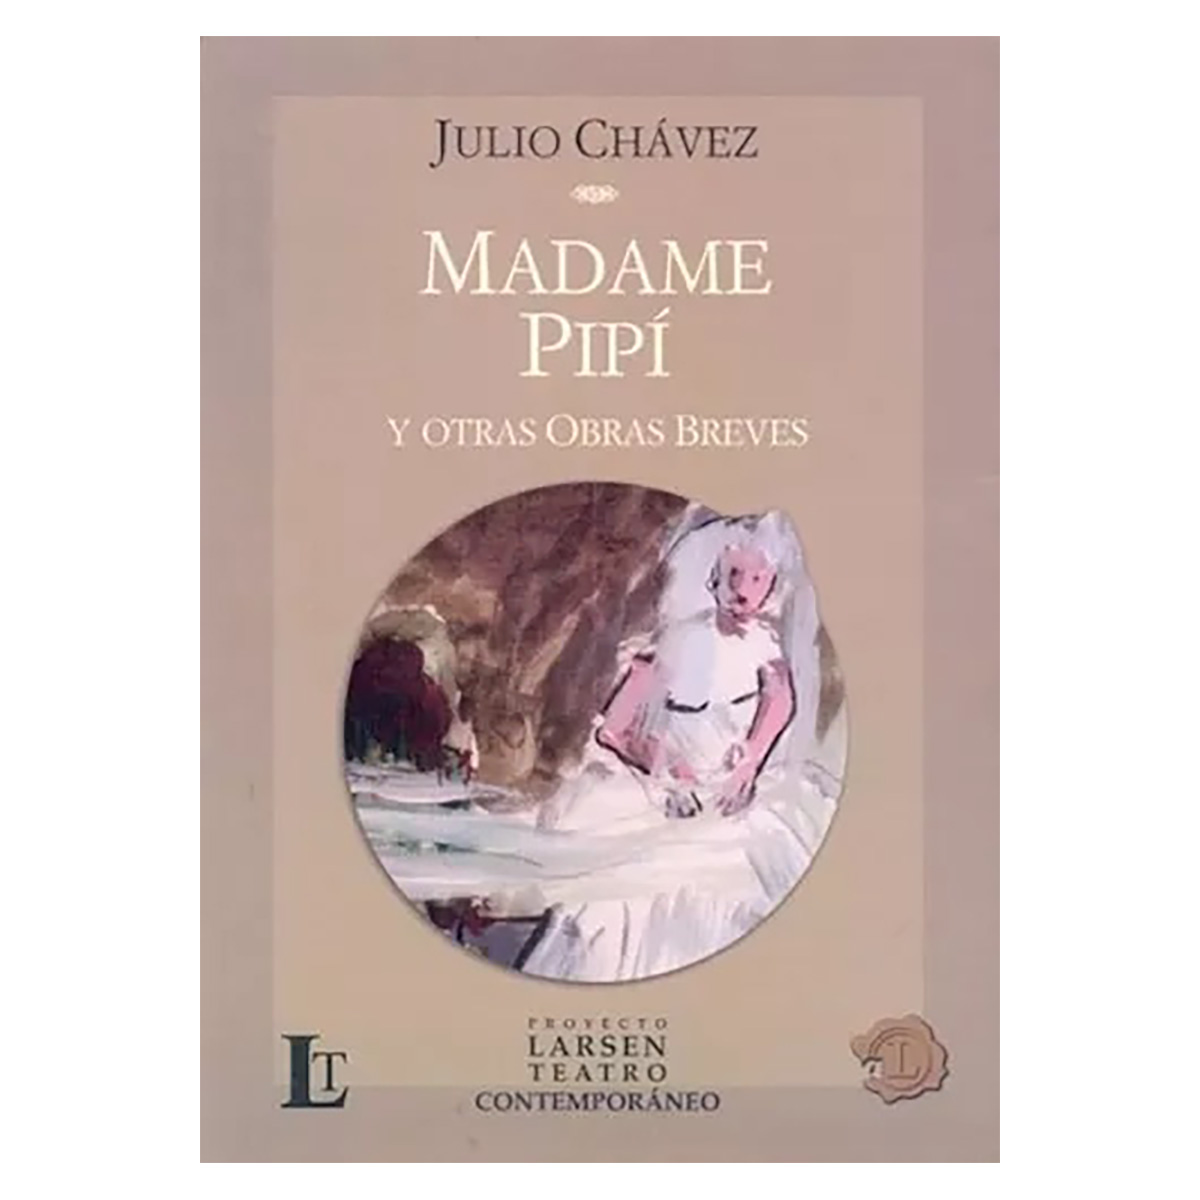 JULIO CHÁVEZ
MADAME
PIPÍ
Y OTRAS OBRAS BREVES
PROYECTO
LARSEN
TEATRO
CONTEMPORÁNEO
LT
L